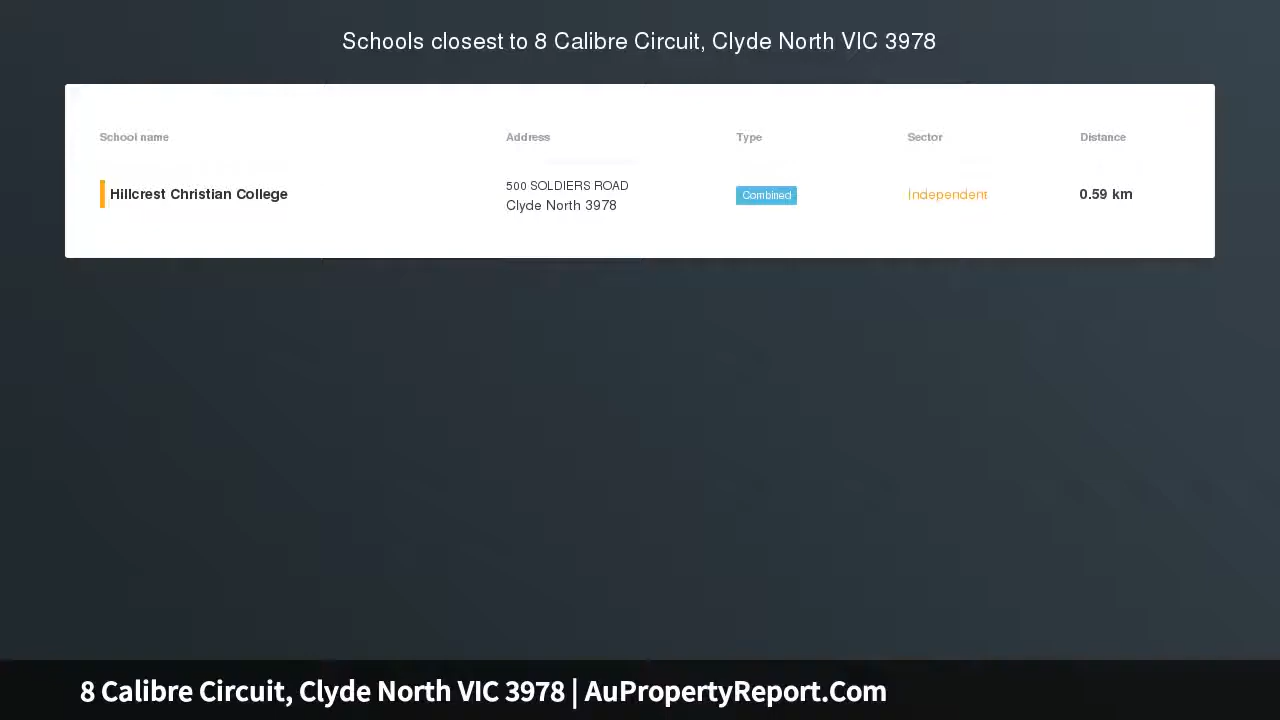 Schools closest to 8 Calibre Circuit, Clyde North VIC 3978
School name Address Type Sector Distance
Hillcrest Christian College 500 SOLDIERS ROAD Combined Independent 0.59 km
Clyde North 3978
8 Calibre Circuit, Clyde North VIC 3978 | AuPropertyReport.Com